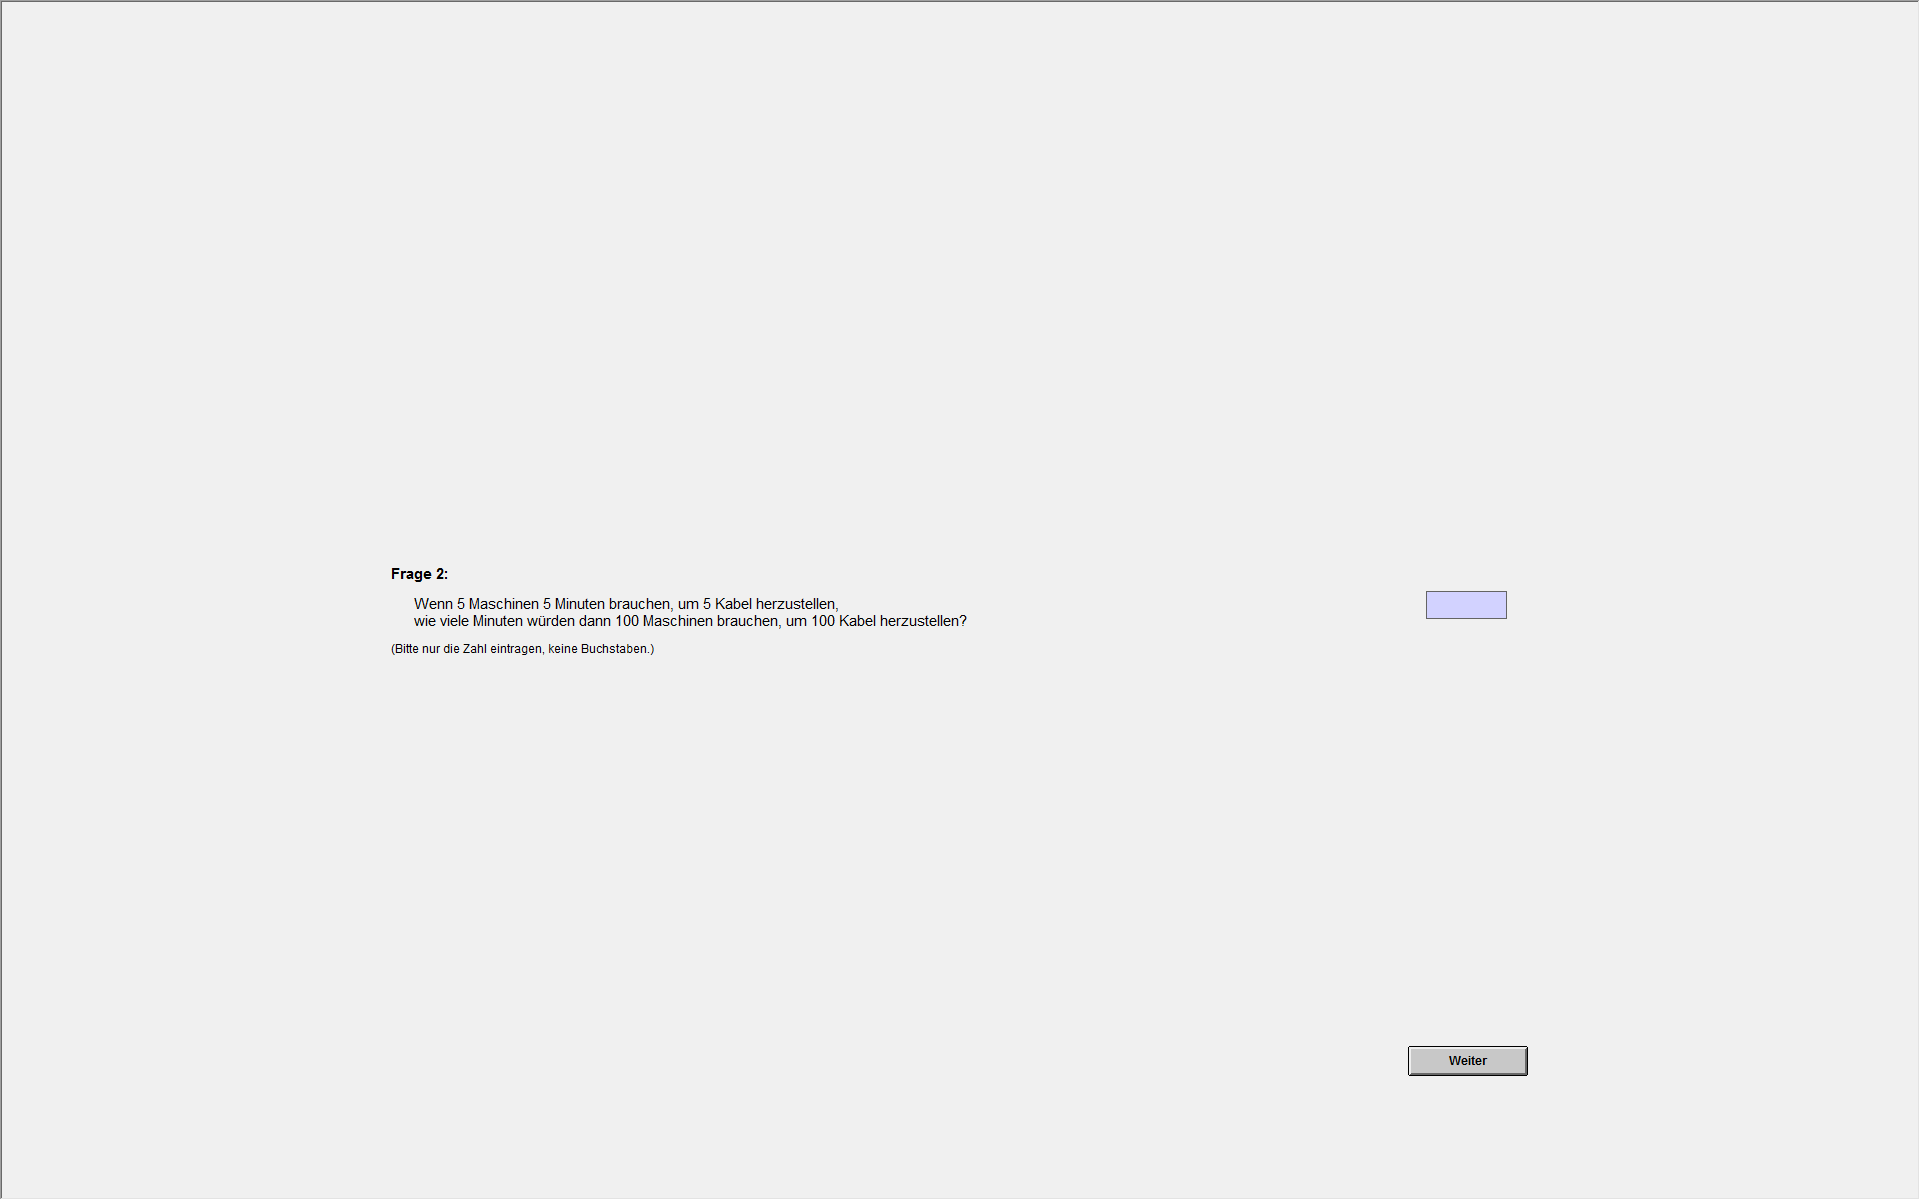 Frage 2:
Wenn 5 Maschinen 5 Minuten brauchen, um 5 Kabel herzustellen,
wie viele Minuten würden dann 100 Maschinen brauchen, um 100 Kabel herzustellen?
(Bitte nur die Zahl eintragen, keine Buchstaben.)
Weiter